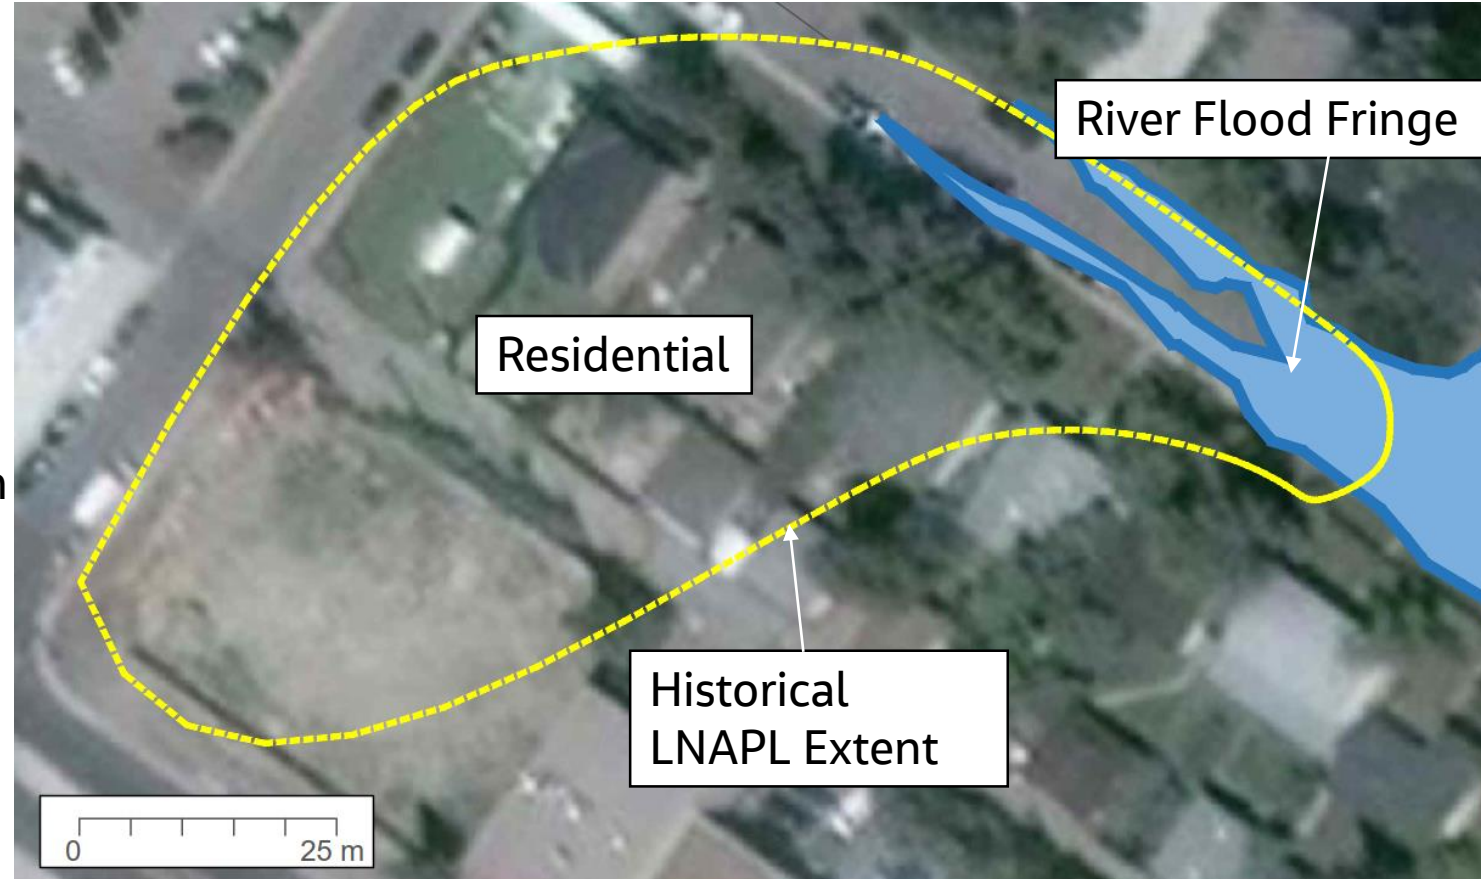 River Flood Fringe
Residential
n
Historical
LNAPL Extent
0 25 m